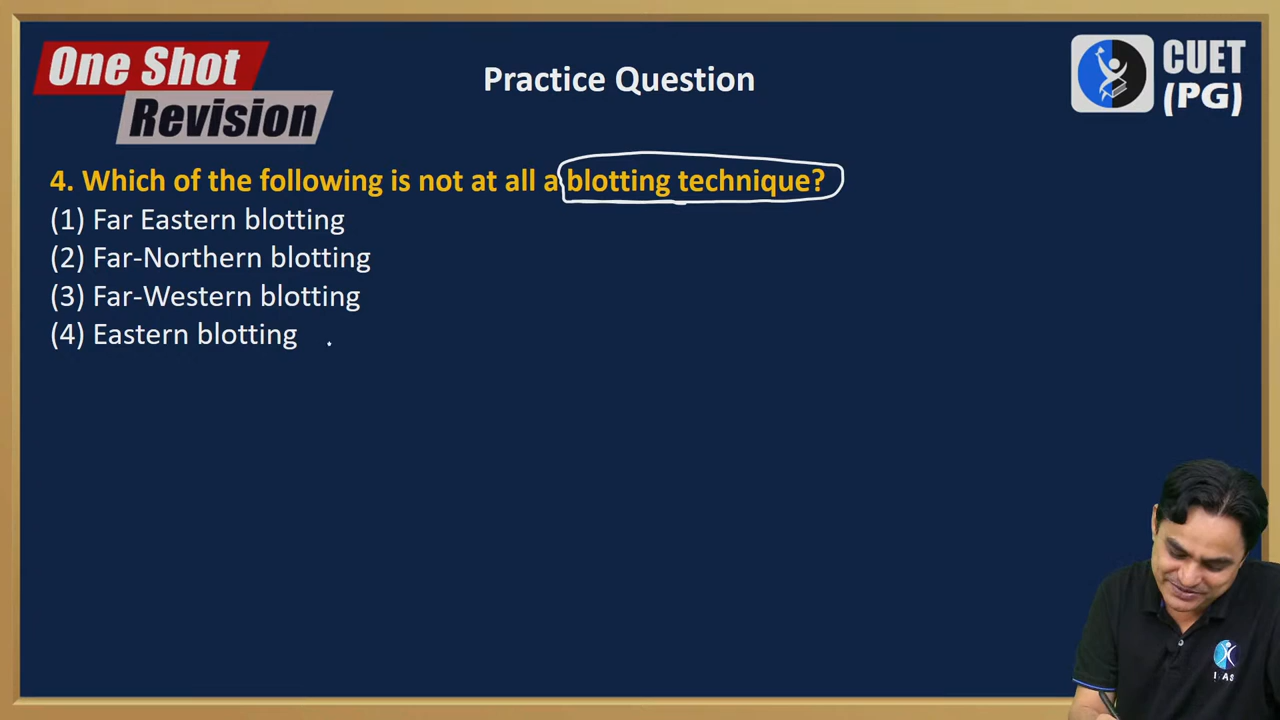 One Shot
Revision
Practice Question
CUET
(PG)
4. Which of the following is not at all a blotting technique?
(1) Far Eastern blotting
(2) Far-Northern blotting
(3) Far-Western blotting
(4) Eastern blotting